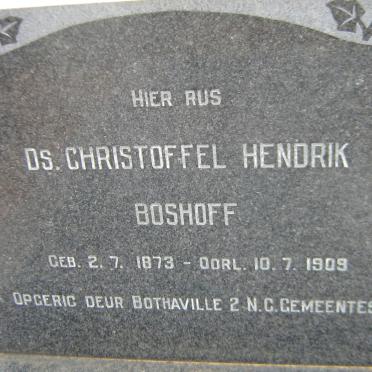 HIER RUS
DS. CHRISTOFFEL HENDRIK
BOSHOFF
GEB. 2. 7. 1873 - OORL. 10. 7. 1909
OPGERIG DEUR BOTHAVILLE 2 N.G. GEMEENTES